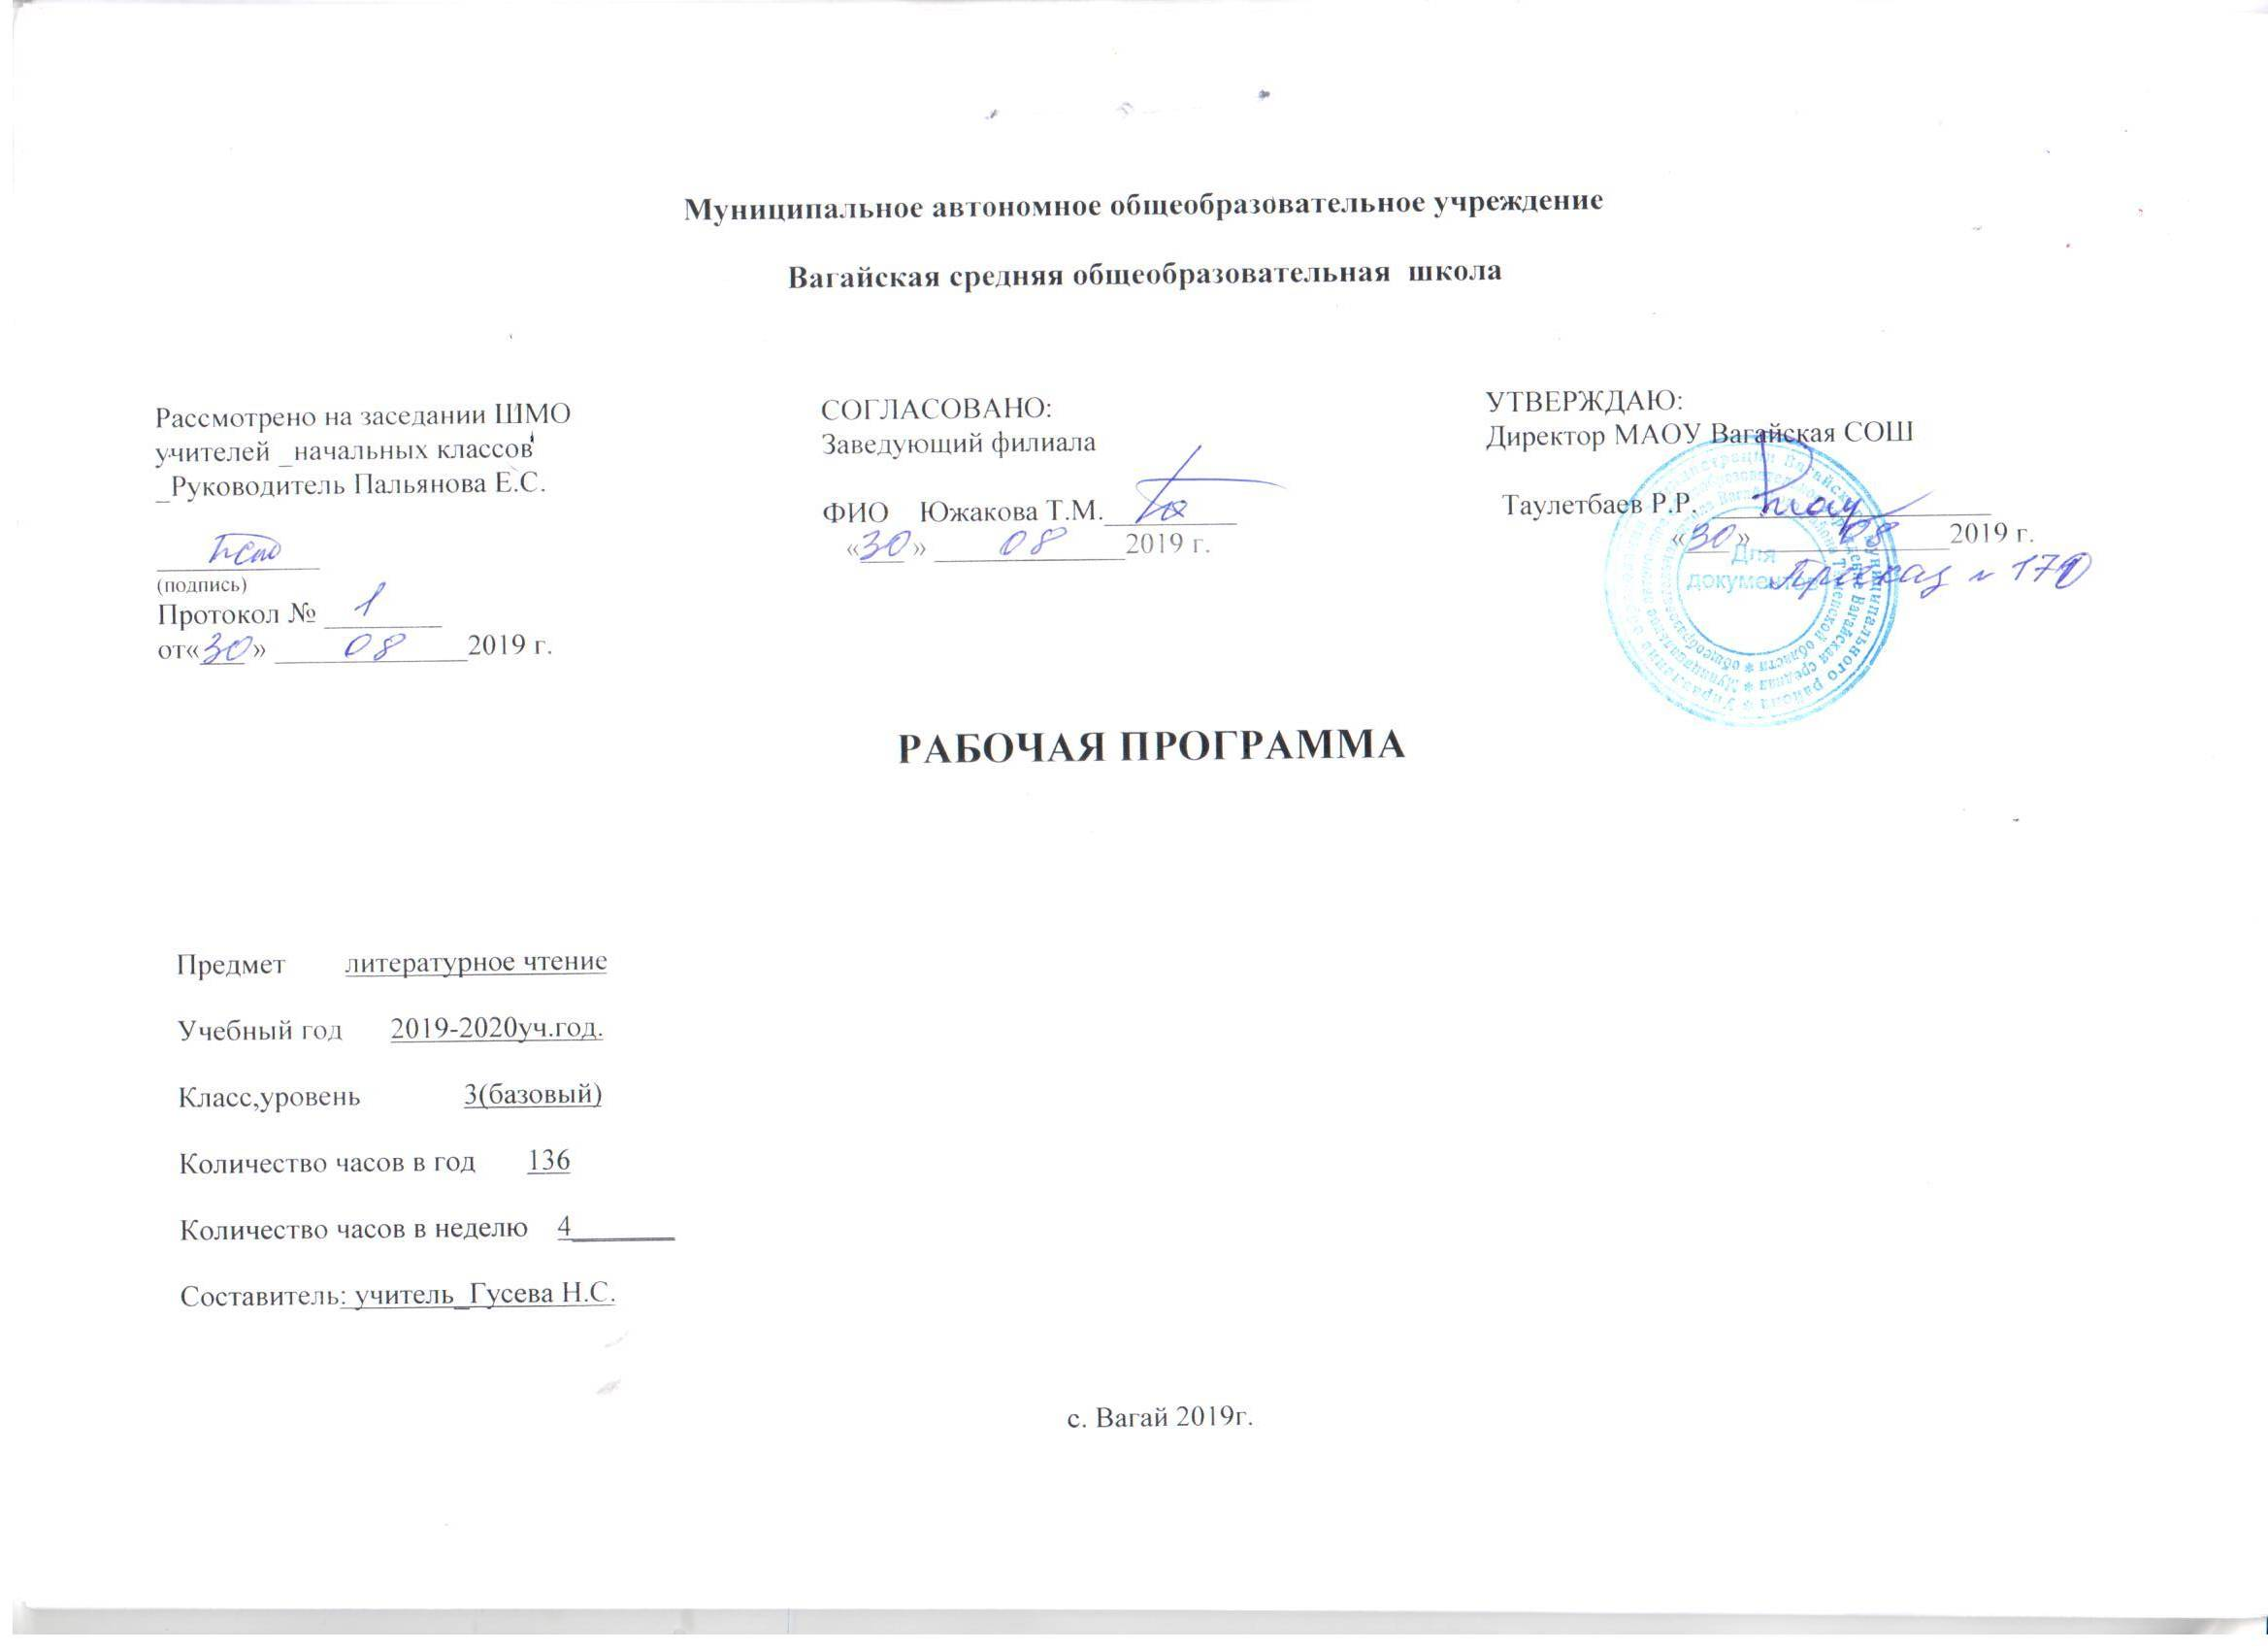 Муниципальное автономное общеобразовательное учреждение
Вагайская средняя общеобразовательная школа
Рассмотрено на заседании ШМО
учителей _начальных классов
_Руководитель Пальянова Е.С.
(подпись)
Протокол № 1
от«30» 08 2019 г.
СОГЛАСОВАНО:
Заведующий филиала
ФИО Южакова Т.М.
«30» 08 2019 г.
УТВЕРЖДАЮ:
Директор МАОУ Вагайская СОШ
Таулетбаев Р.Р.
«30» 08 2019 г.
Для
документов
Приказ №
РАБОЧАЯ ПРОГРАММА
Предмет литературное чтение
Учебный год 2019-2020уч.год.
Класс,уровень 3(базовый)
Количество часов в год 136
Количество часов в неделю 4
Составитель: учитель_Гусева Н.С.
с. Вагай 2019г.